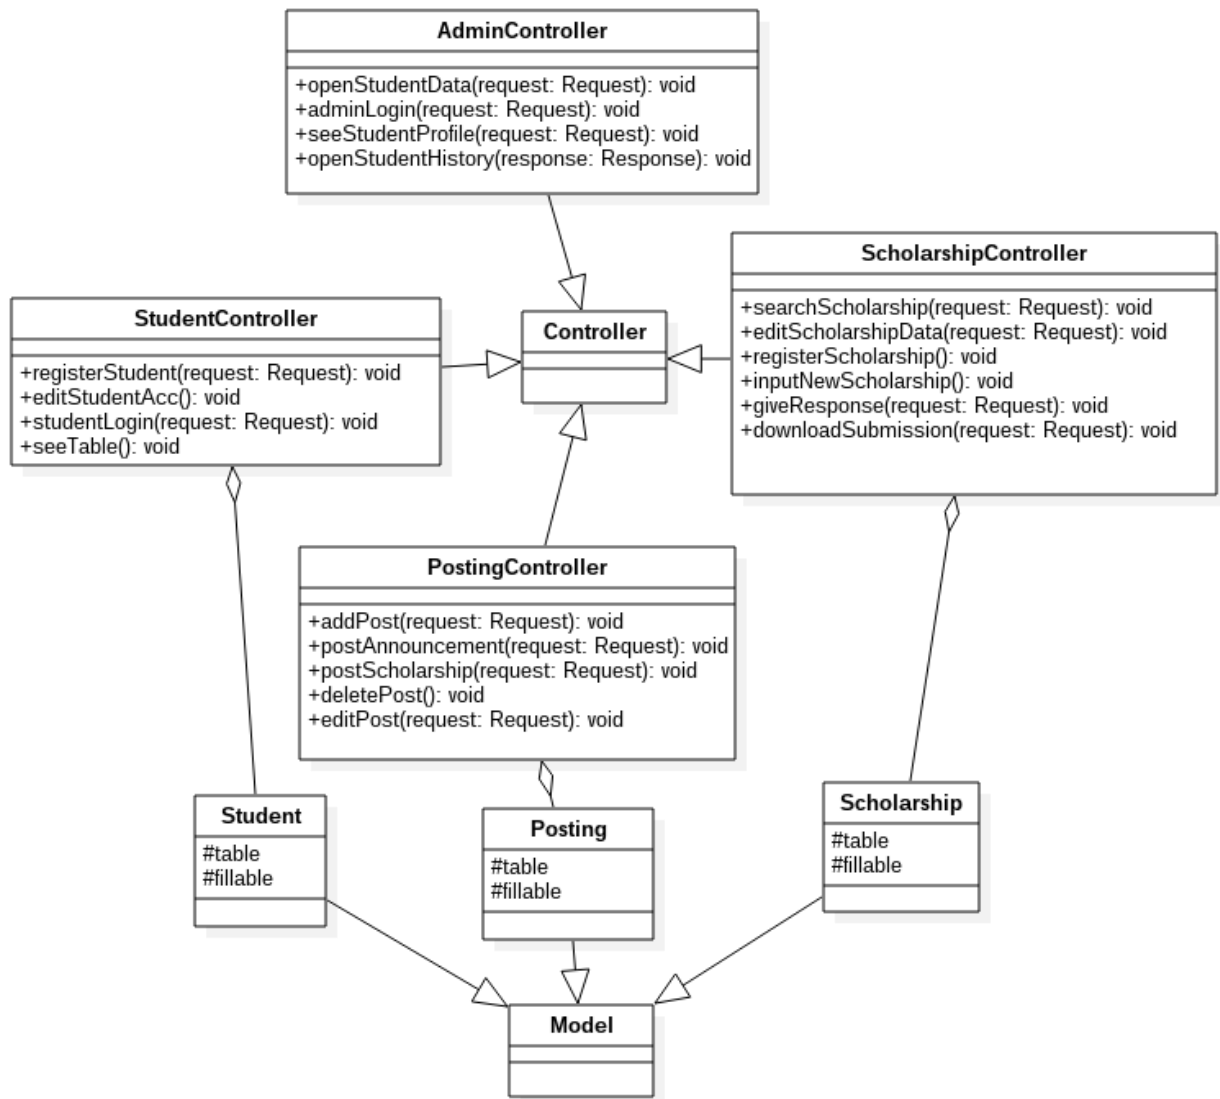 AdminController
+openStudentData(request: Request): void
+adminLogin(request: Request): void
+seeStudentProfile(request: Request): void
+openStudentHistory(response: Response): void
ScholarshipController
+searchScholarship(request: Request): void
+editScholarshipData(request: Request): void
+registerScholarship(): void
+inputNewScholarship(): void
+giveResponse(request: Request): void
+downloadSubmission(request: Request): void
StudentController
+registerStudent(request: Request): void
+editStudentAcc(): void
+studentLogin(request: Request): void
+seeTable(): void
Controller
PostingController
+addPost(request: Request): void
+postAnnouncement(request: Request): void
+postScholarship(request: Request): void
+deletePost(): void
+editPost(request: Request): void
Student
#table
#fillable
Posting
#table
#fillable
Scholarship
#table
#fillable
Model